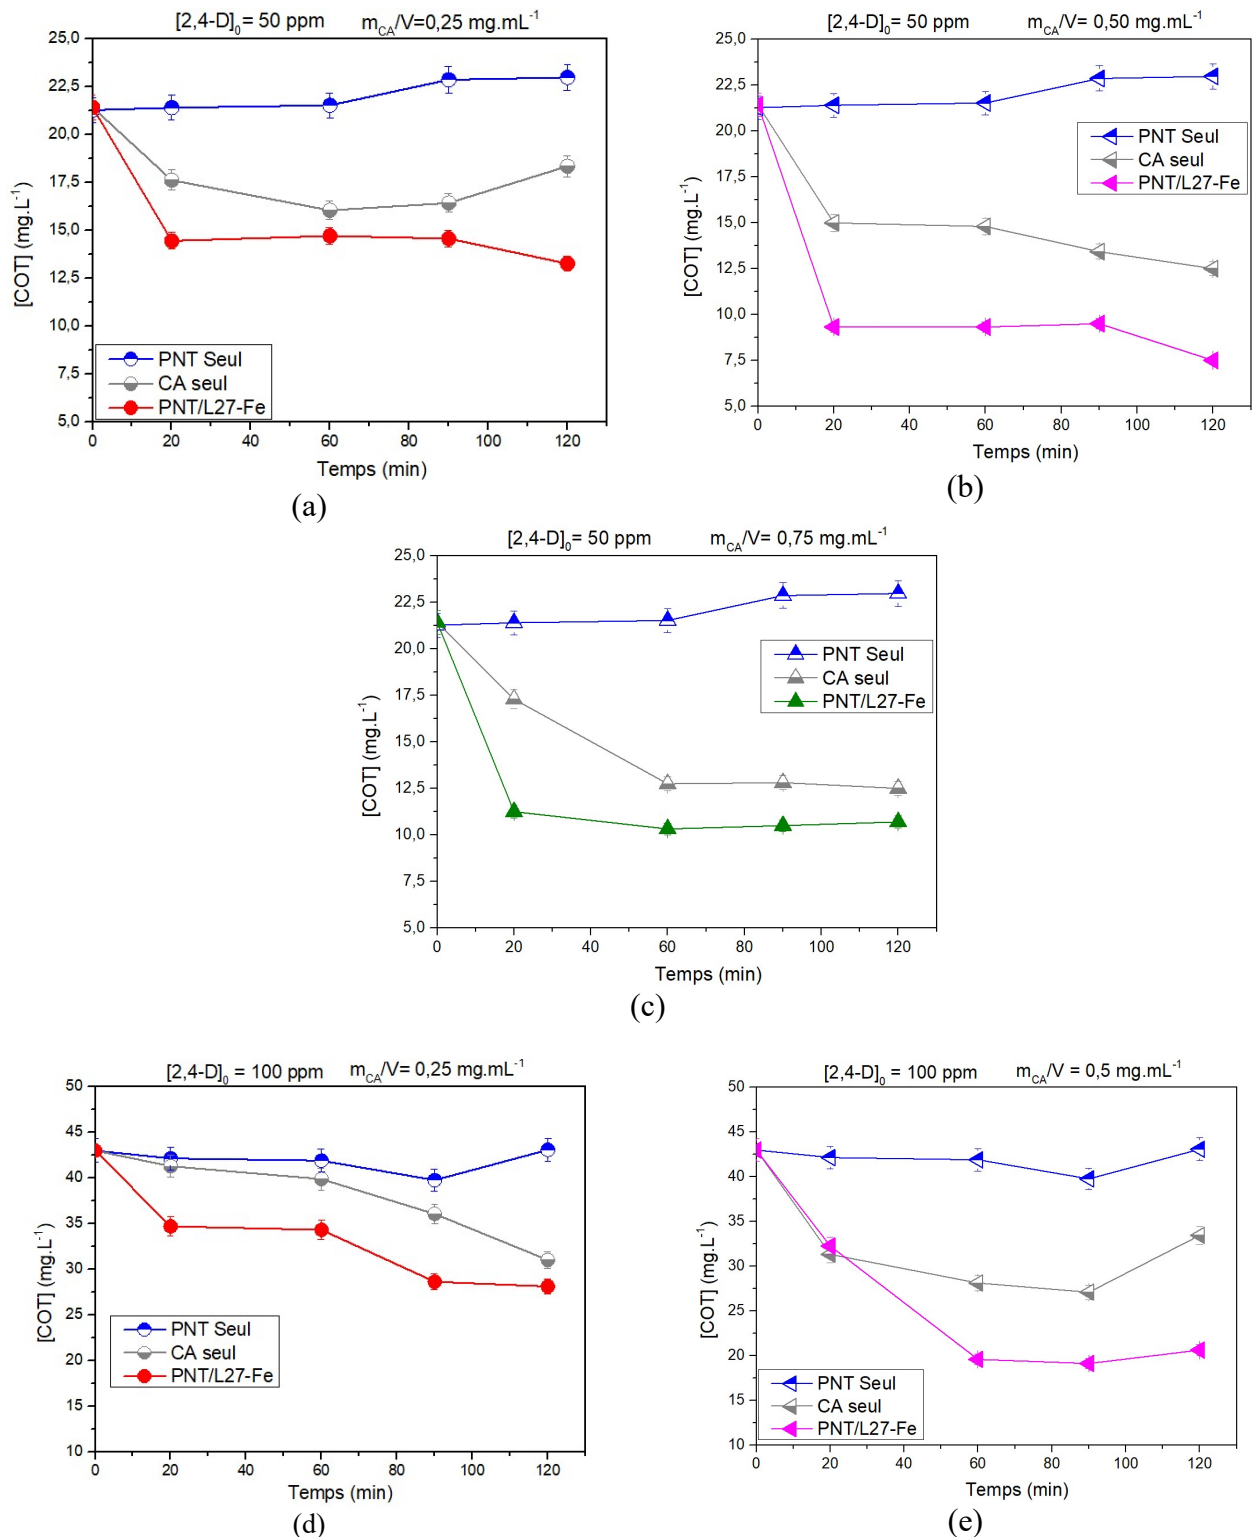 [2,4-D]₀ = 50 ppm m_CA/V=0,25 mg.mL⁻¹
25,0
22,5
20,0
17,5
15,0
12,5
10,0
7,5
5,0
[COT] (mg.L⁻¹)
PNT Seul
CA seul
PNT/L27-Fe
0 20 40 60 80 100 120
Temps (min)
(a)
[2,4-D]₀ = 50 ppm m_CA/V = 0,50 mg.mL⁻¹
25,0
22,5
20,0
17,5
15,0
12,5
10,0
7,5
5,0
[COT] (mg.L⁻¹)
PNT Seul
CA seul
PNT/L27-Fe
0 20 40 60 80 100 120
Temps (min)
(b)
[2,4-D]₀= 50 ppm m_CA/V= 0,75 mg.mL⁻¹
25,0
22,5
20,0
17,5
15,0
12,5
10,0
7,5
5,0
[COT] (mg.L⁻¹)
PNT Seul
CA seul
PNT/L27-Fe
0 20 40 60 80 100 120
Temps (min)
(c)
[2,4-D]₀ = 100 ppm m_CA/V= 0,25 mg.mL⁻¹
50
45
40
35
30
25
20
15
10
[COT] (mg.L⁻¹)
PNT Seul
CA seul
PNT/L27-Fe
0 20 40 60 80 100 120
Temps (min)
(d)
[2,4-D]₀ = 100 ppm m_CA/V = 0,5 mg.mL⁻¹
50
45
40
35
30
25
20
15
10
[COT] (mg.L⁻¹)
PNT Seul
CA seul
PNT/L27-Fe
0 20 40 60 80 100 120
Temps (min)
(e)